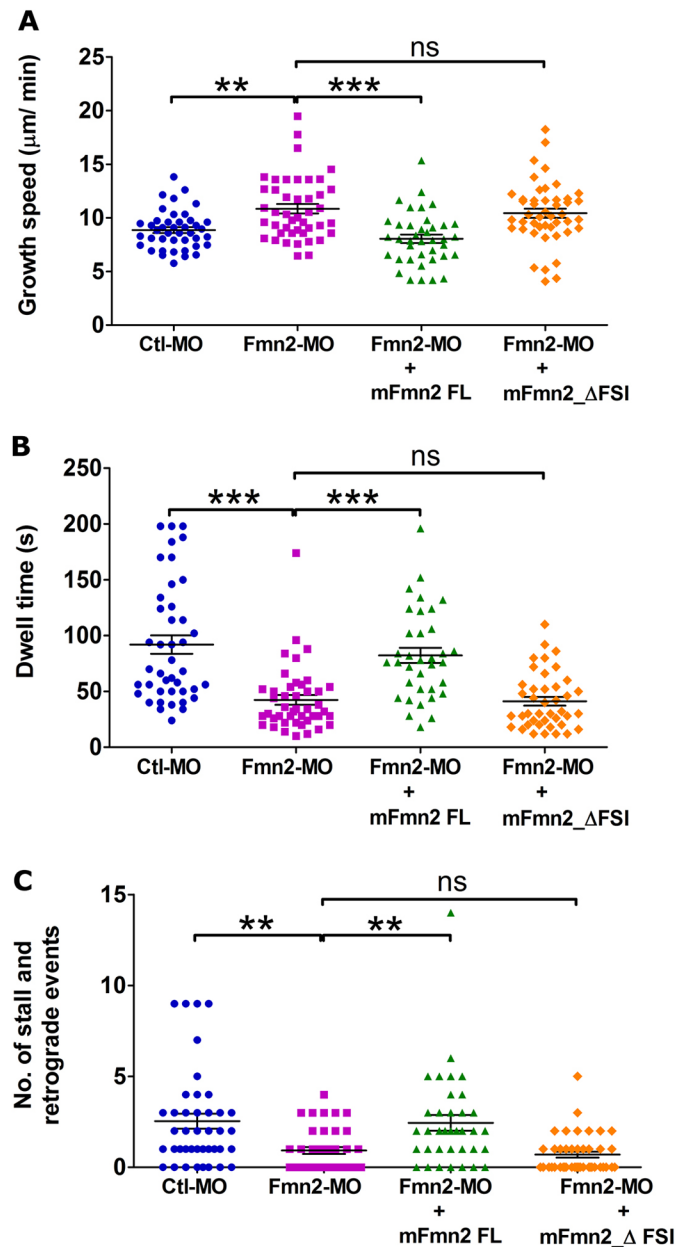 A
Growth speed (μm/ min)
25
20
15
10
5
0
ns
**
***
Ctl-MO
Fmn2-MO
Fmn2-MO
+
mFmn2 FL
Fmn2-MO
+
mFmn2_ΔFSI
B
Dwell time (s)
250
200
150
100
50
0
ns
***
***
Ctl-MO
Fmn2-MO
Fmn2-MO
+
mFmn2 FL
Fmn2-MO
+
mFmn2_ΔFSI
C
No. of stall and
retrograde events
15
10
5
0
ns
**
**
Ctl-MO
Fmn2-MO
Fmn2-MO
+
mFmn2 FL
Fmn2-MO
+
mFmn2_Δ FSI